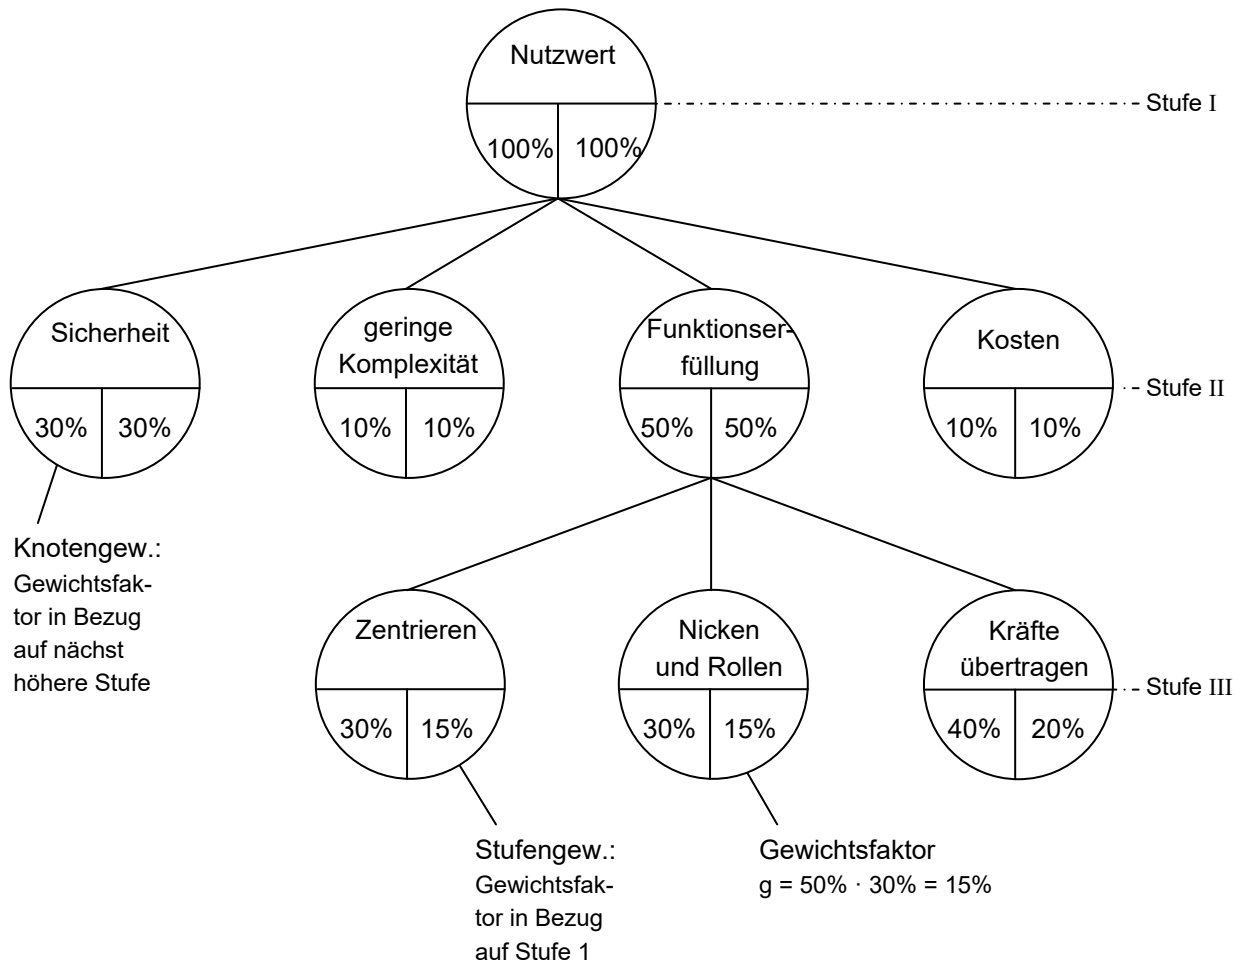 Nutzwert
Stufe I
100% 100%
Sicherheit
geringe
Komplexität
Funktionser-
füllung
Kosten
Stufe II
30% 30%
10% 10%
50% 50%
10% 10%
Knotengew.:
Gewichtsfak-
tor in Bezug
auf nächst
höhere Stufe
Zentrieren
Nicken
und Rollen
Kräfte
übertragen
Stufe III
30% 15%
30% 15%
40% 20%
Stufengew.:
Gewichtsfak-
tor in Bezug
auf Stufe 1
Gewichtsfaktor
g = 50% · 30% = 15%